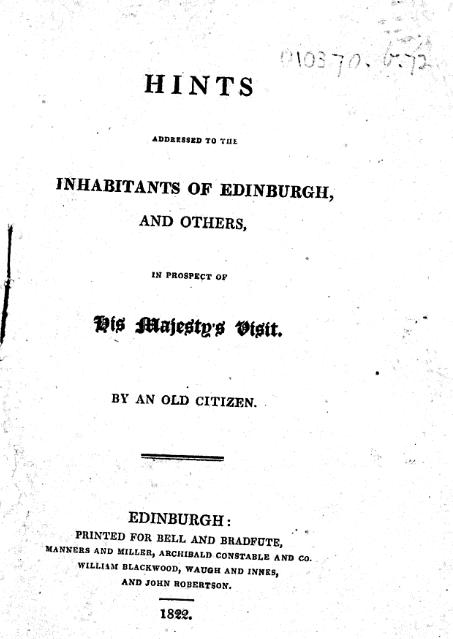 010370. v. 72
HINTS
ADDRESSED TO THE
INHABITANTS OF EDINBURGH,
AND OTHERS,
IN PROSPECT OF
His Majesty's Visit.
BY AN OLD CITIZEN.
EDINBURGH:
PRINTED FOR BELL AND BRADFUTE,
MANNERS AND MILLER, ARCHIBALD CONSTABLE AND CO.
WILLIAM BLACKWOOD, WAUGH AND INNES,
AND JOHN ROBERTSON.
1822.